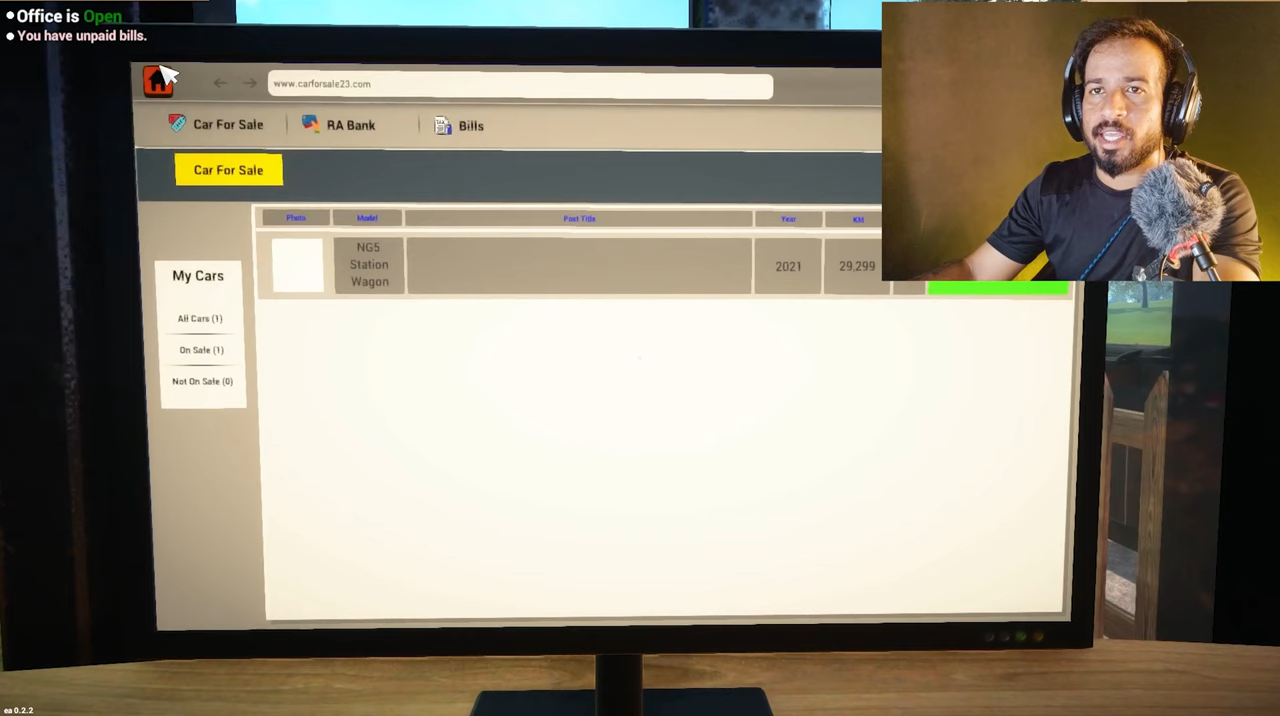 Office is Open
You have unpaid bills.
www.carforsale23.com
Car For Sale
RA Bank
Bills
Car For Sale
Photo
Model
Post Title
Year
KM
My Cars
All Cars (1)
On Sale (1)
Not On Sale (0)
NG5
Station
Wagon
2021
29,299
ea 0.2.2